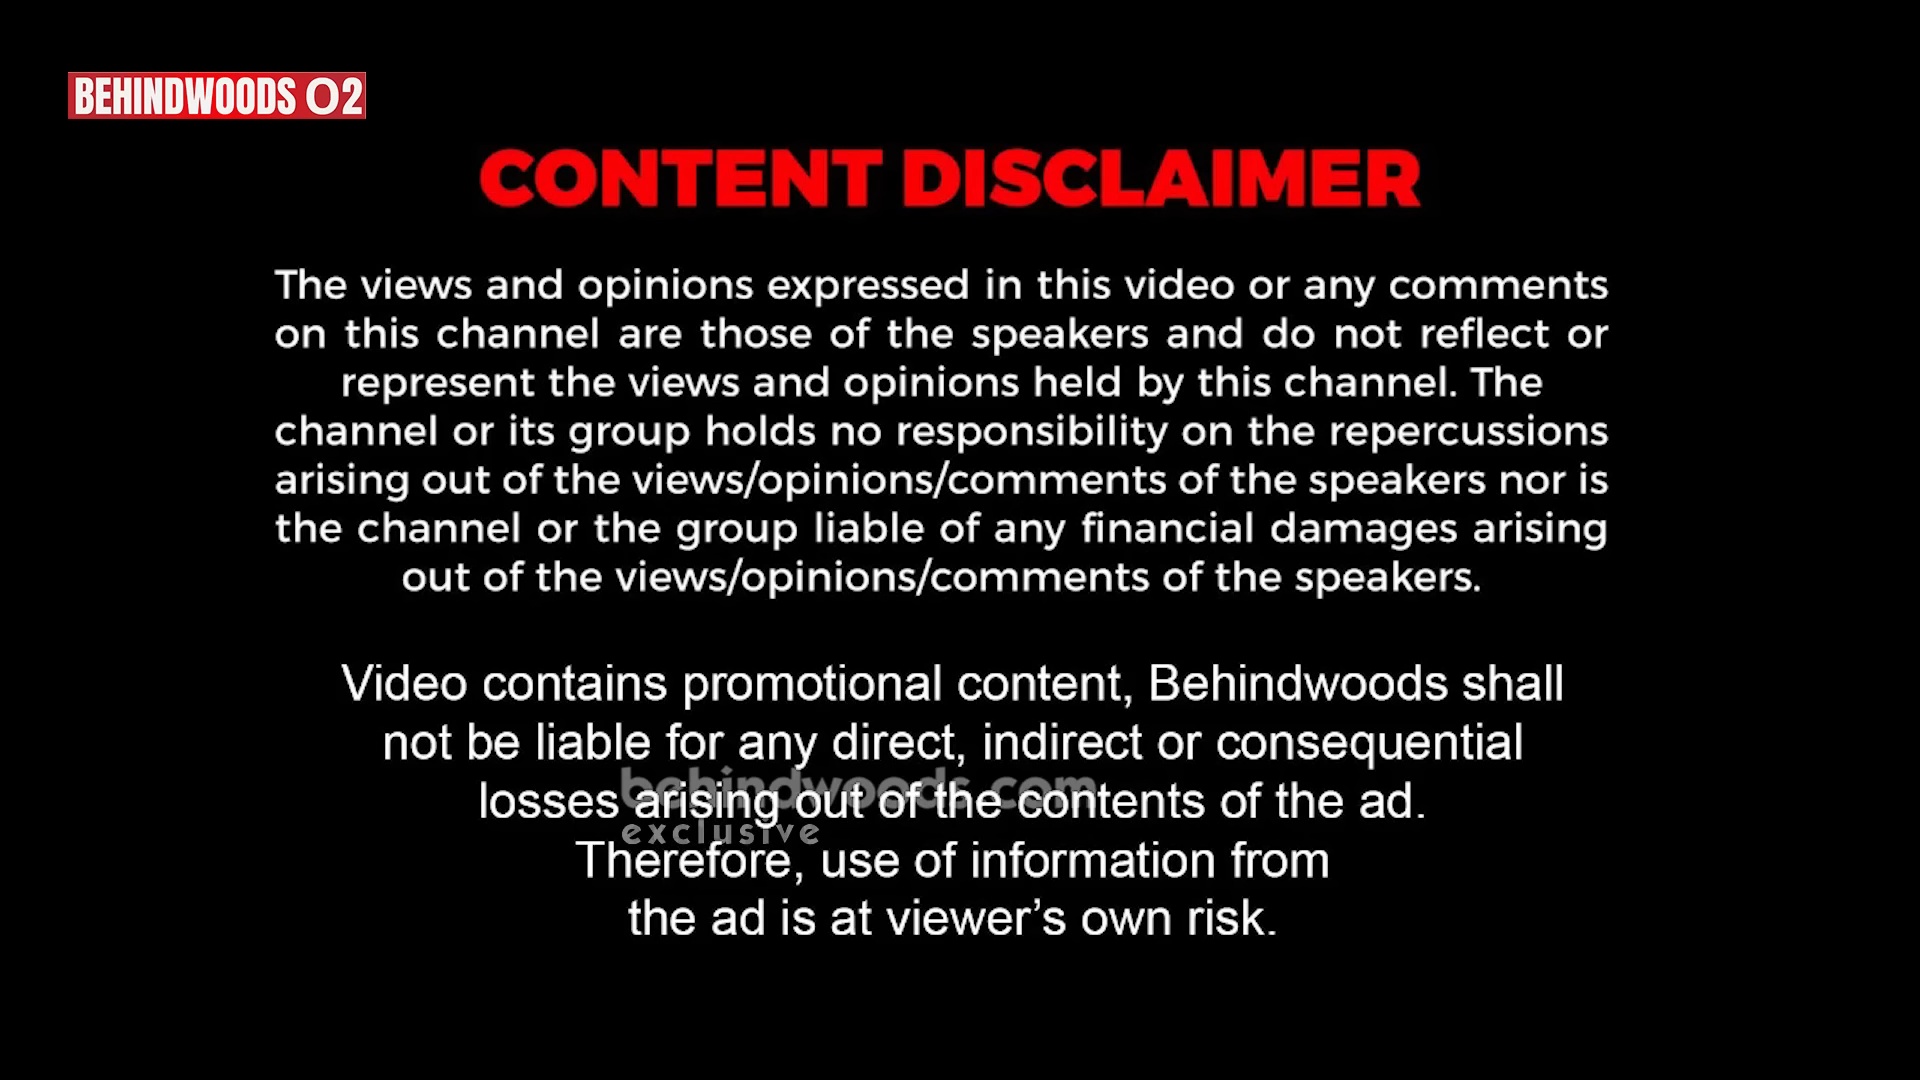 BEHINDWOODS O2
CONTENT DISCLAIMER
The views and opinions expressed in this video or any comments
on this channel are those of the speakers and do not reflect or
represent the views and opinions held by this channel. The
channel or its group holds no responsibility on the repercussions
arising out of the views/opinions/comments of the speakers nor is
the channel or the group liable of any financial damages arising
out of the views/opinions/comments of the speakers.
Video contains promotional content, Behindwoods shall
not be liable for any direct, indirect or consequential
behindwoods.com
losses arising out of the contents of the ad.
exclusive
Therefore, use of information from
the ad is at viewer’s own risk.